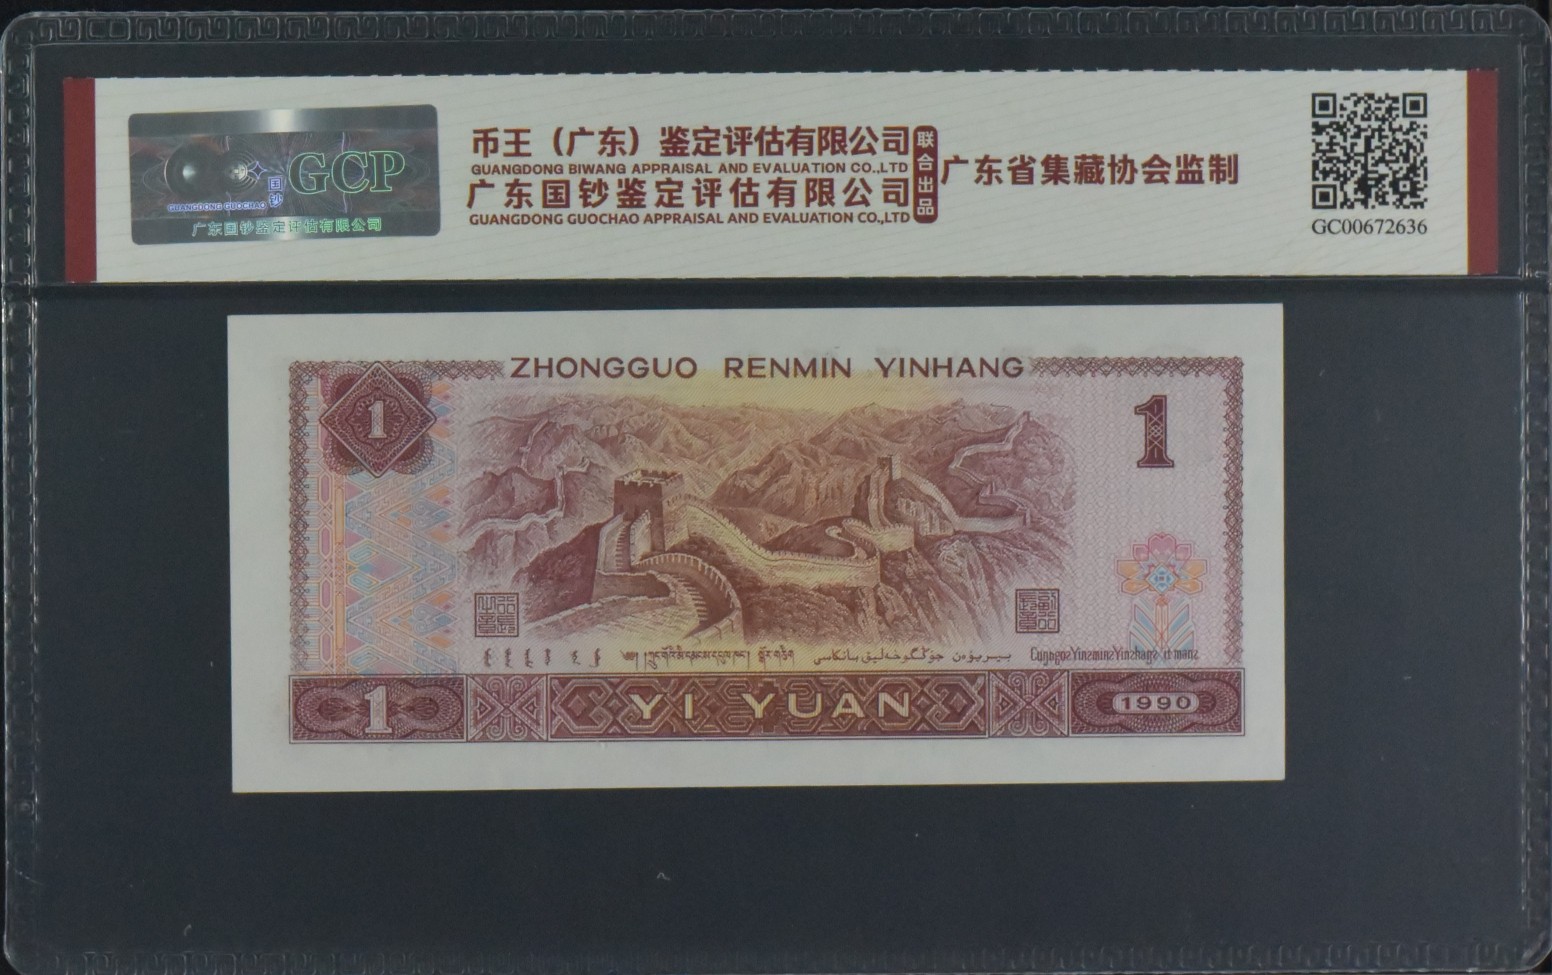 币王（广东）鉴定评估有限公司
GUANGDONG BIWANG APPRAISAL AND EVALUATION CO.,LTD
广东国钞鉴定评估有限公司
GUANGDONG GUOCHAO APPRAISAL AND EVALUATION CO.,LTD
联合出品
广东省集藏协会监制
GC00672636
国钞
GCP
GUANGDONG GUOCHAO
广东国钞鉴定评估有限公司
ZHONGGUO RENMIN YINHANG
1
1
1
YI YUAN
1990